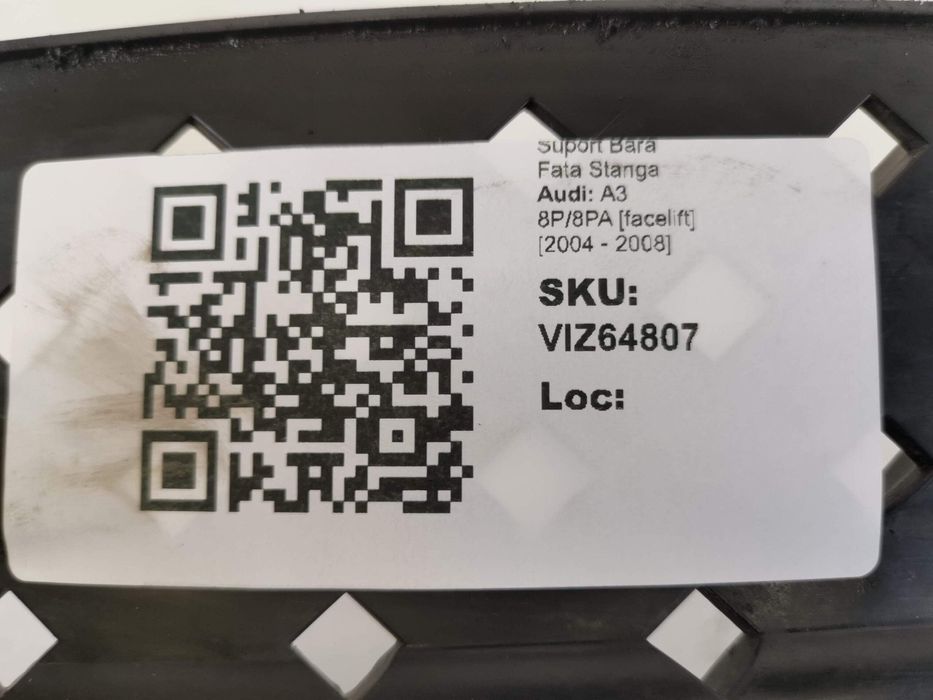 Suport Bara
Fata Stanga
Audi: A3
8P/8PA [facelift]
[2004 - 2008]
SKU:
VIZ64807
Loc: